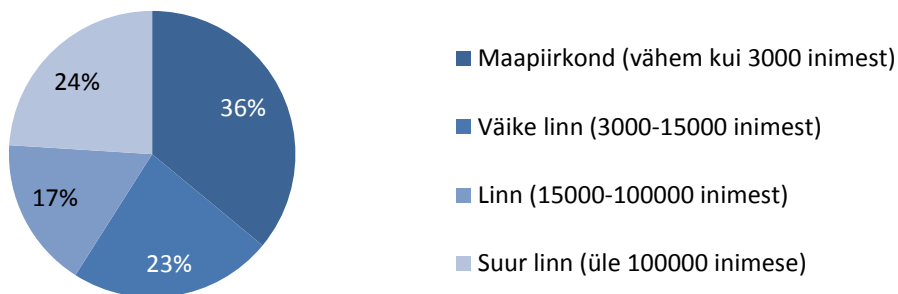 24%
36%
17%
23%
Maapiirkond (vähem kui 3000 inimest)
Väike linn (3000-15000 inimest)
Linn (15000-100000 inimest)
Suur linn (üle 100000 inimese)